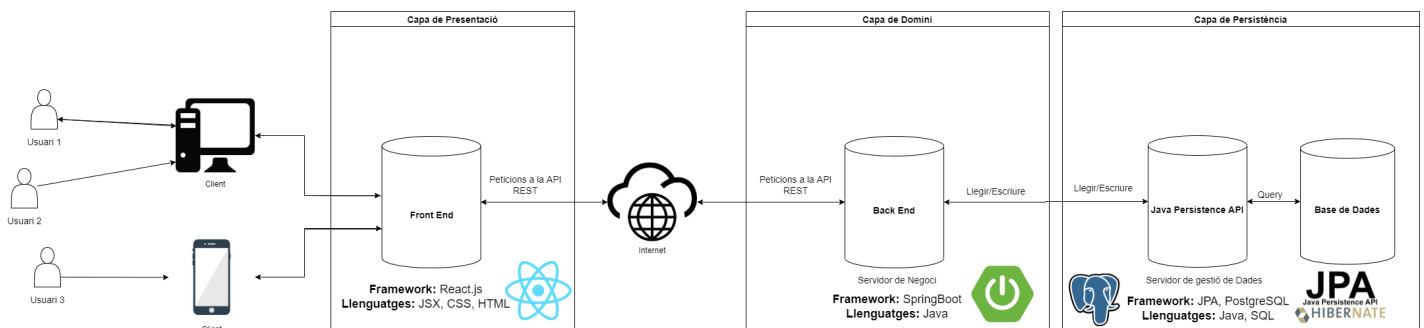 Capa de Presentació
Capa de Domini
Capa de Persistència
Usuari 1
Usuari 2
Usuari 3
Client
Client
Front End
Peticions a la API
REST
Framework: React.js
Llenguatges: JSX, CSS, HTML
Internet
Peticions a la API
REST
Back End
Llegir/Escriure
Servidor de Negoci
Framework: SpringBoot
Llenguatges: Java
Llegir/Escriure
Java Persistence API
Query
Base de Dades
Servidor de gestió de Dades
Framework: JPA, PostgreSQL
Llenguatges: Java, SQL
JPA
Java Persistence API
HIBERNATE